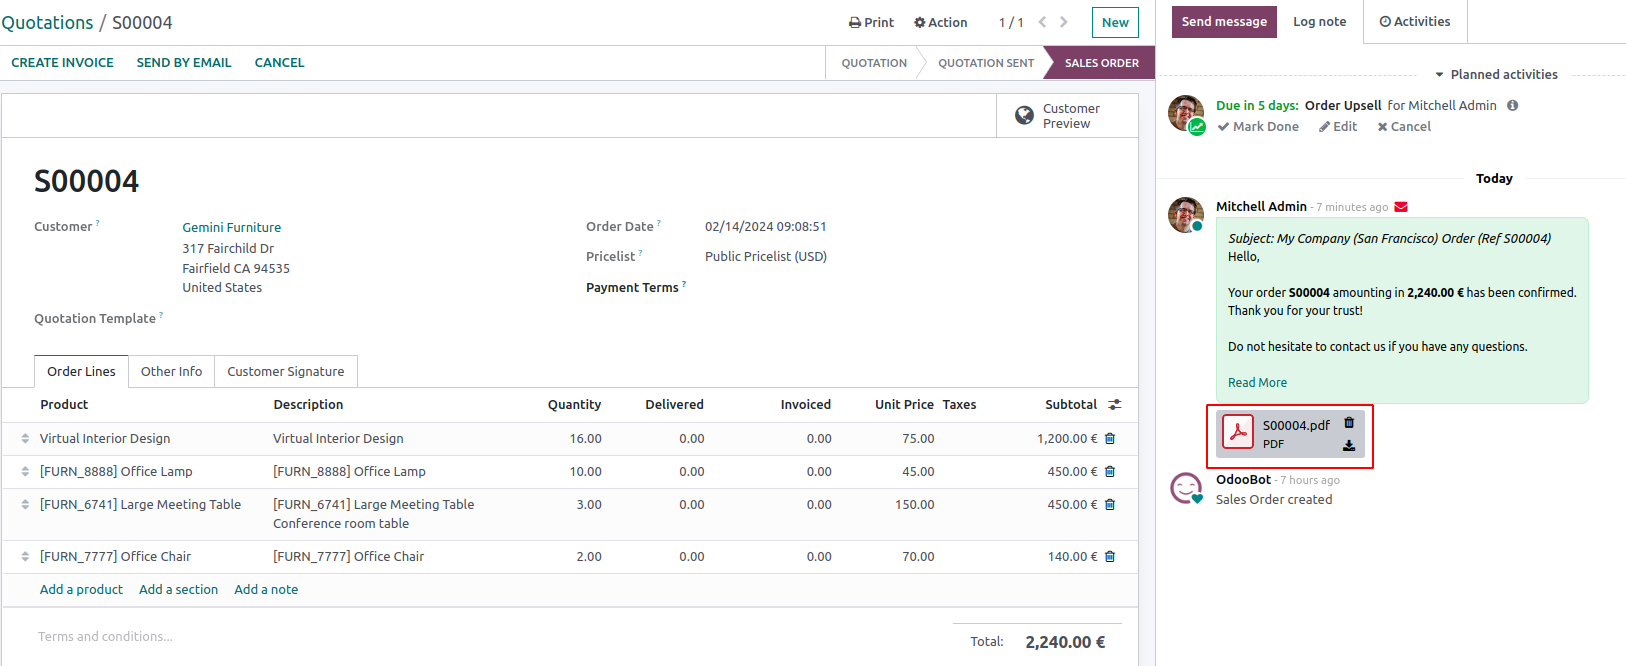 Quotations / S00004
Print Action 1 / 1 New
CREATE INVOICE SEND BY EMAIL CANCEL
QUOTATION QUOTATION SENT SALES ORDER
Customer
Preview
S00004
Customer ? Gemini Furniture
317 Fairchild Dr
Fairfield CA 94535
United States
Quotation Template ?
Order Date ? 02/14/2024 09:08:51
Pricelist ? Public Pricelist (USD)
Payment Terms ?
Order Lines Other Info Customer Signature
Product Description Quantity Delivered Invoiced Unit Price Taxes Subtotal
Virtual Interior Design Virtual Interior Design 16.00 0.00 0.00 75.00 1,200.00 €
[FURN_8888] Office Lamp [FURN_8888] Office Lamp 10.00 0.00 0.00 45.00 450.00 €
[FURN_6741] Large Meeting Table [FURN_6741] Large Meeting Table 3.00 0.00 0.00 150.00 450.00 €
Conference room table
[FURN_7777] Office Chair [FURN_7777] Office Chair 2.00 0.00 0.00 70.00 140.00 €
Add a product Add a section Add a note
Terms and conditions...
Total: 2,240.00 €
Send message Log note Activities
Planned activities
Due in 5 days: Order Upsell for Mitchell Admin
Mark Done Edit Cancel
Today
Mitchell Admin - 7 minutes ago
Subject: My Company (San Francisco) Order (Ref S00004)
Hello,
Your order S00004 amounting in 2,240.00 € has been confirmed.
Thank you for your trust!
Do not hesitate to contact us if you have any questions.
Read More
S00004.pdf
PDF
OdooBot - 7 hours ago
Sales Order created